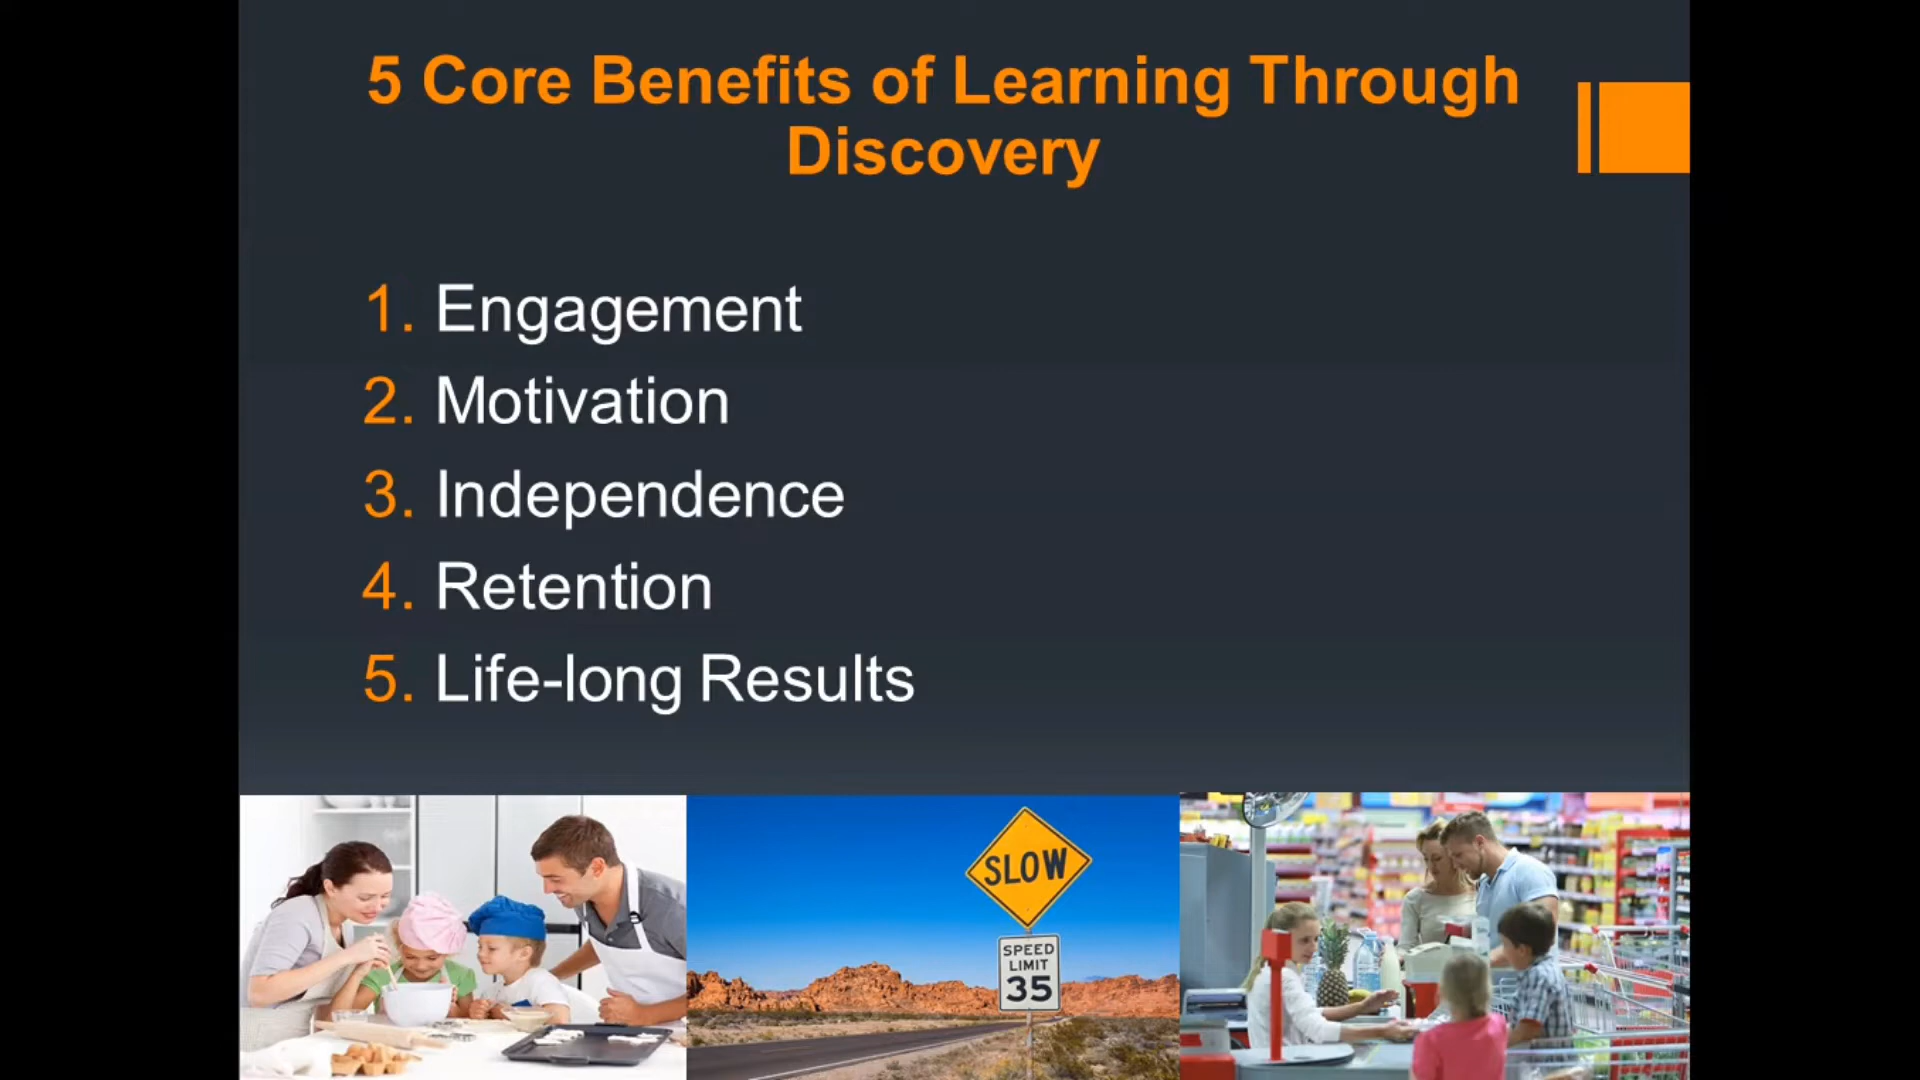 5 Core Benefits of Learning Through
Discovery
1. Engagement
2. Motivation
3. Independence
4. Retention
5. Life-long Results
SLOW
SPEED
LIMIT
35